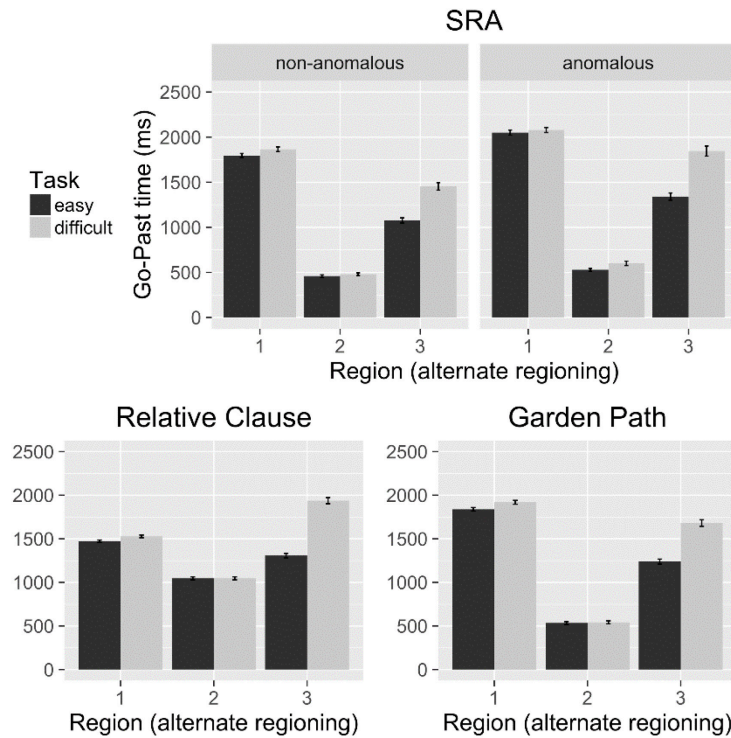 SRA
non-anomalous anomalous
2500
2000
1500
1000
500
0
Go-Past time (ms)
Task
easy
difficult
1 2 3 1 2 3
Region (alternate regioning)
Relative Clause Garden Path
2500 2500
2000 2000
1500 1500
1000 1000
500 500
0 0
1 2 3 1 2 3
Region (alternate regioning) Region (alternate regioning)